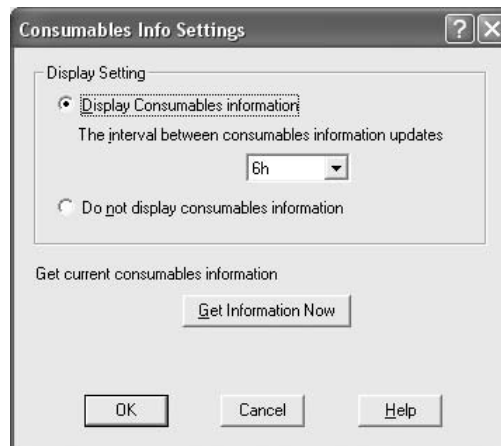 Consumables Info Settings
Display Setting
Display Consumables information
The interval between consumables information updates
6h
Do not display consumables information
Get current consumables information
Get Information Now
OK
Cancel
Help